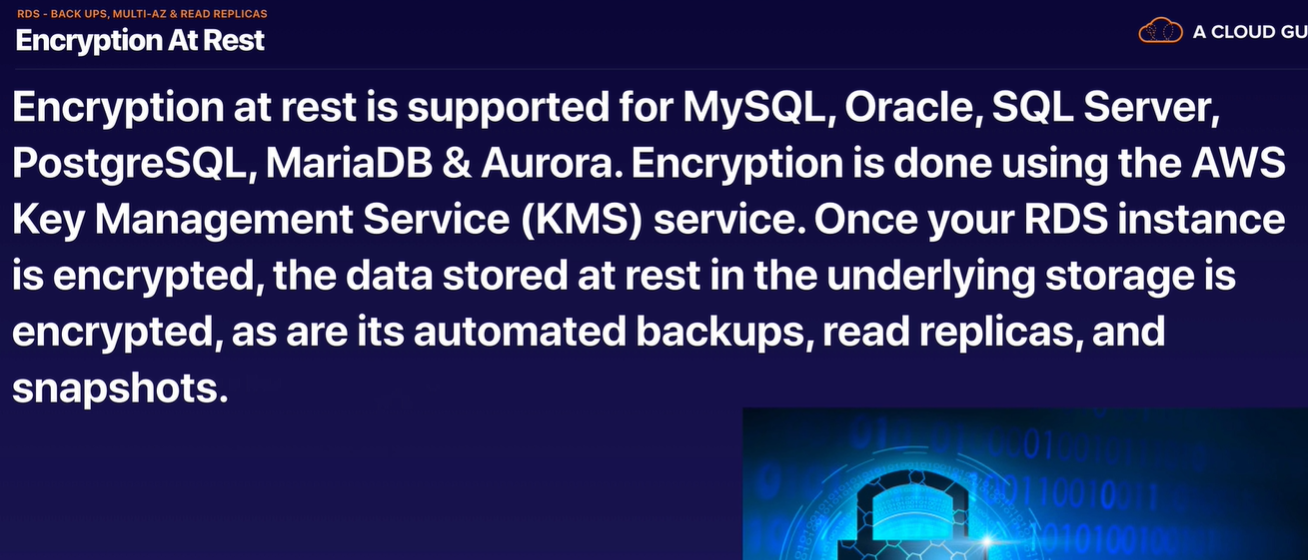 RDS - BACK UPS, MULTI-AZ & READ REPLICAS
Encryption At Rest
A CLOUD GU
Encryption at rest is supported for MySQL, Oracle, SQL Server,
PostgreSQL, MariaDB & Aurora. Encryption is done using the AWS
Key Management Service (KMS) service. Once your RDS instance
is encrypted, the data stored at rest in the underlying storage is
encrypted, as are its automated backups, read replicas, and
snapshots.